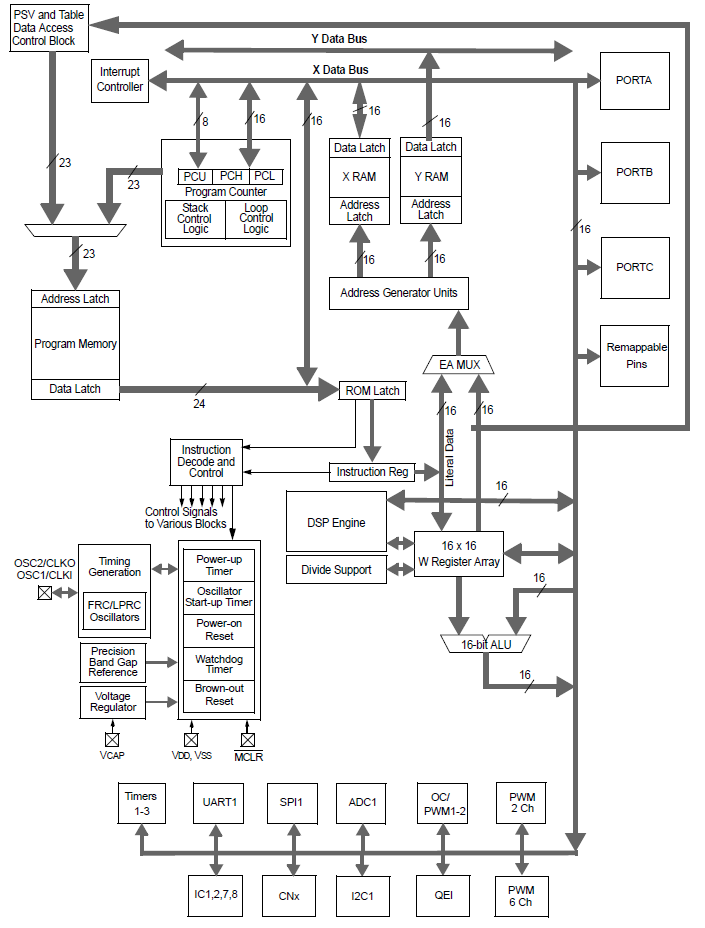 PSV and Table
Data Access
Control Block
Y Data Bus
X Data Bus
Interrupt
Controller
PORTA
8
16
16
16
16
23
23
PCU
PCH
PCL
Program Counter
Stack
Control
Logic
Loop
Control
Logic
Data Latch
X RAM
Address
Latch
Data Latch
Y RAM
Address
Latch
PORTB
16
23
16
16
PORTC
Address Latch
Program Memory
Data Latch
Address Generator Units
Remappable
Pins
EA MUX
24
ROM Latch
16
16
Literal Data
Instruction
Decode and
Control
Instruction Reg
Control Signals
to Various Blocks
16
DSP Engine
Divide Support
16 x 16
W Register Array
16
16-bit ALU
16
OSC2/CLKO
OSC1/CLKI
Timing
Generation
FRC/LPRC
Oscillators
Precision
Band Gap
Reference
Voltage
Regulator
Power-up
Timer
Oscillator
Start-up Timer
Power-on
Reset
Watchdog
Timer
Brown-out
Reset
VCAP
VDD, VSS
MCLR
Timers
1-3
UART1
SPI1
ADC1
OC/
PWM1-2
PWM
2 Ch
IC1,2,7,8
CNx
I2C1
QEI
PWM
6 Ch